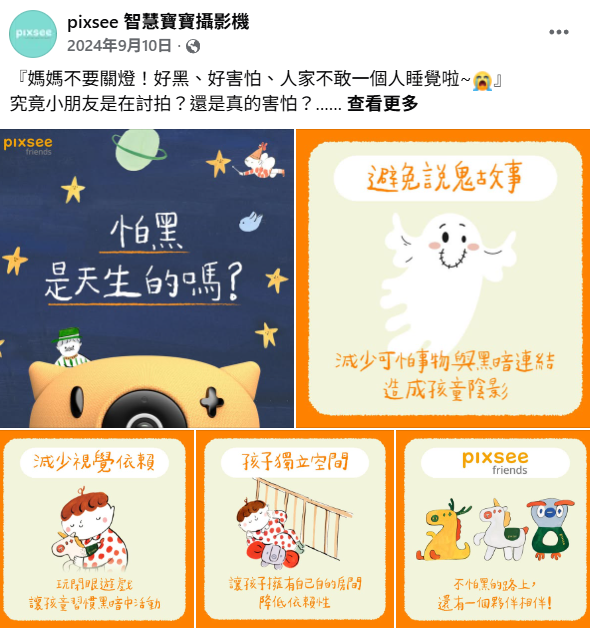 pixsee 智慧寶寶攝影機
2024年9月10日
『媽媽不要關燈！好黑、好害怕、人家不敢一個人睡覺啦~😭』
究竟小朋友是在討拍？還是真的害怕？...... 查看更多
pixsee
friends
怕黑
是天生的嗎?
避免說鬼故事
減少可怕事物與黑暗連結
造成孩童陰影
減少視覺依賴
玩閉眼遊戲
讓孩童習慣黑暗中活動
孩子獨立空間
讓孩子擁有自己的房間
降低依賴性
pixsee
friends
不怕黑的路上,
還有一個夥伴相伴!